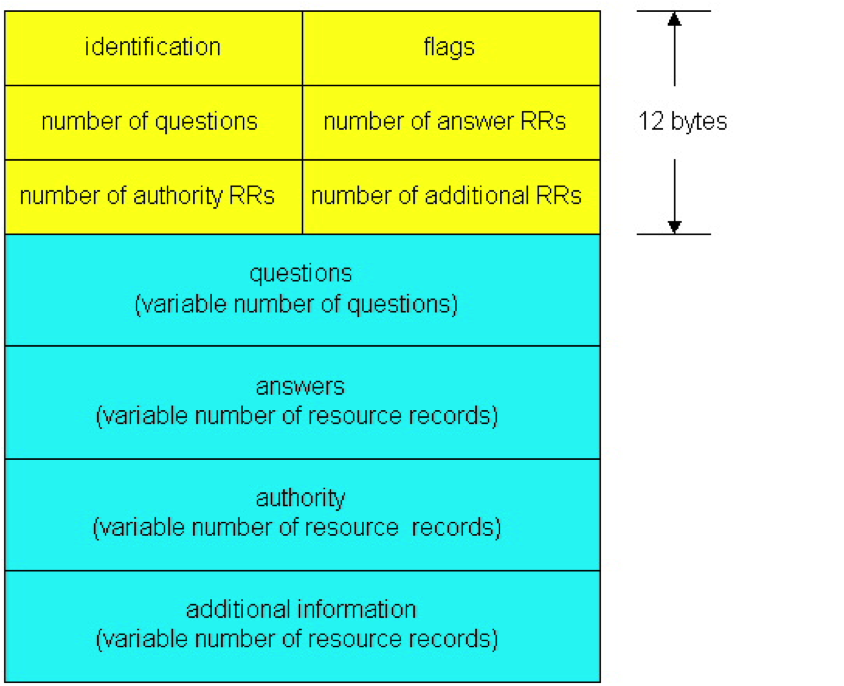 identification
flags
number of questions
number of answer RRs
12 bytes
number of authority RRs
number of additional RRs
questions
(variable number of questions)
answers
(variable number of resource records)
authority
(variable number of resource  records)
additional information
(variable number of resource records)